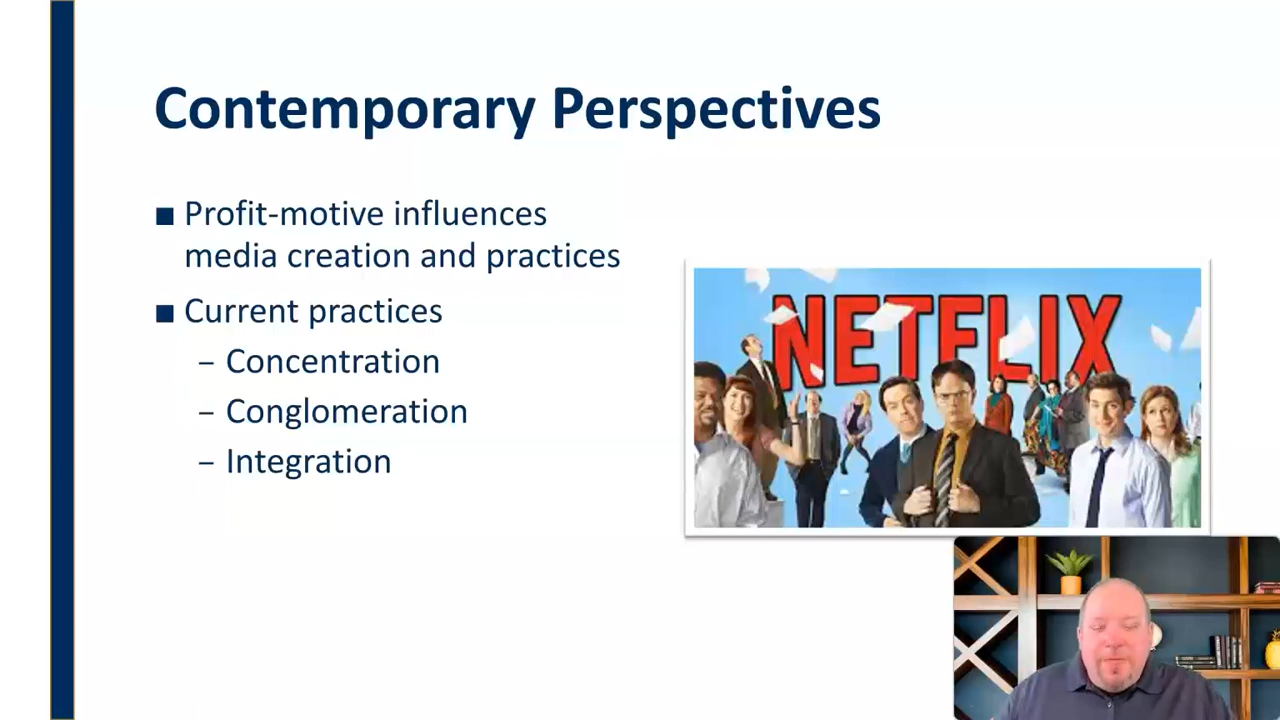 Contemporary Perspectives
■ Profit-motive influences
media creation and practices
■ Current practices
– Concentration
– Conglomeration
– Integration
NETFLIX